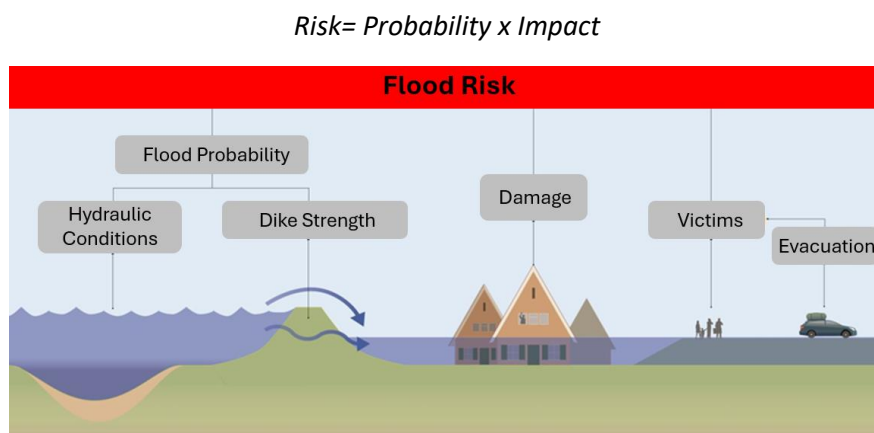 Risk= Probability x Impact
Flood Risk
Flood Probability
Hydraulic
Conditions
Dike Strength
Damage
Victims
Evacuation